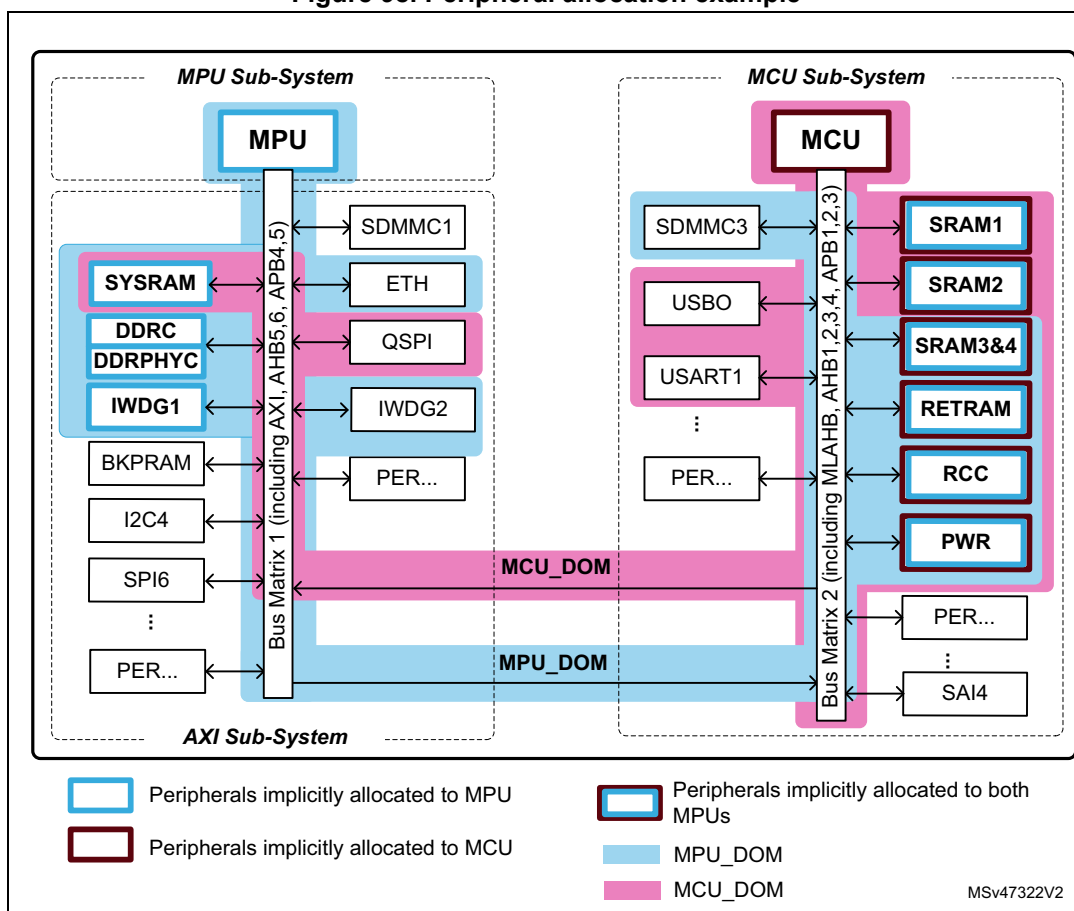 MPU Sub-System
MCU Sub-System
MPU
MCU
SDMMC1
SDMMC3
SRAM1
SYSRAM
ETH
USBO
SRAM2
DDRC
DDRPHYC
QSPI
USART1
SRAM3&4
IWDG1
IWDG2
...
RETRAM
BKPRAM
PER...
PER...
RCC
I2C4
PWR
SPI6
MCU_DOM
...
PER...
PER...
MPU_DOM
...
SAI4
Bus Matrix 1 (including AXI, AHB5,6, APB4,5)
Bus Matrix 2 (including MLAHB, AHB1,2,3,4, APB1,2,3)
AXI Sub-System
Peripherals implicitly allocated to MPU
Peripherals implicitly allocated to both
MPUs
Peripherals implicitly allocated to MCU
MPU_DOM
MCU_DOM
MSv47322V2